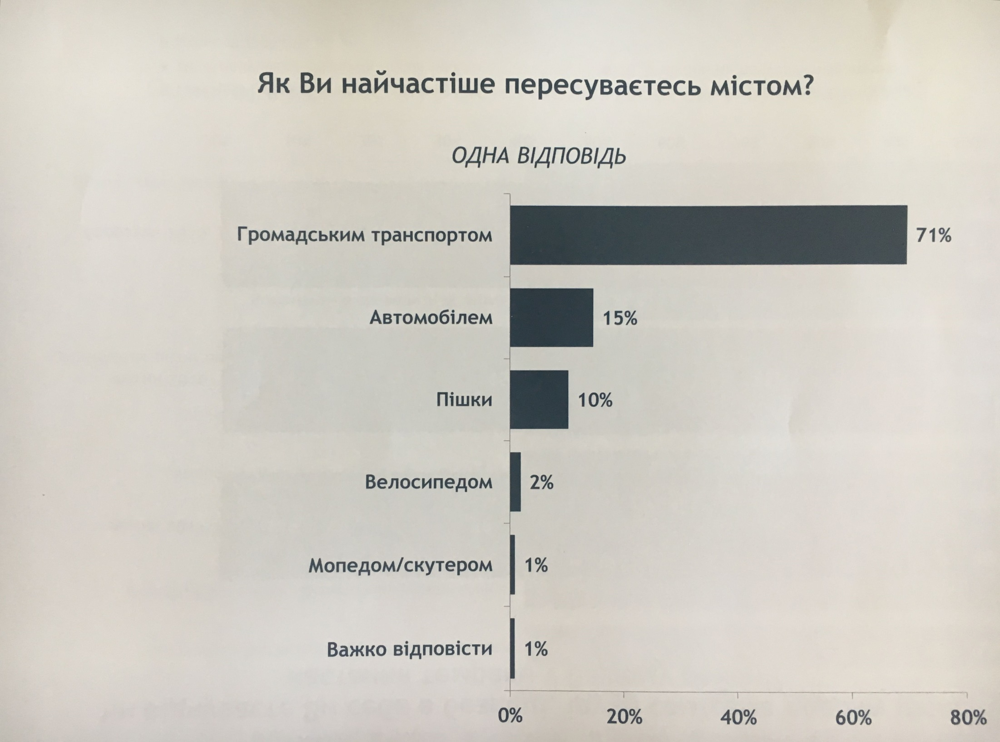 Як Ви найчастіше пересуваєтесь містом?
ОДНА ВІДПОВІДЬ
Громадським транспортом 71%
Автомобілем 15%
Пішки 10%
Велосипедом 2%
Мопедом/скутером 1%
Важко відповісти 1%
0% 20% 40% 60% 80%